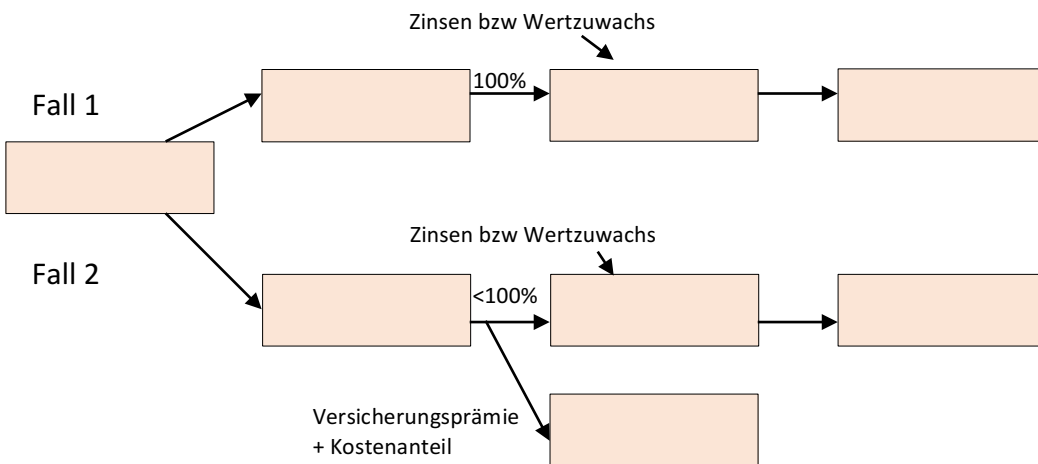 Zinsen bzw Wertzuwachs
100%
Fall 1
Zinsen bzw Wertzuwachs
Fall 2
<100%
Versicherungsprämie
+ Kostenanteil